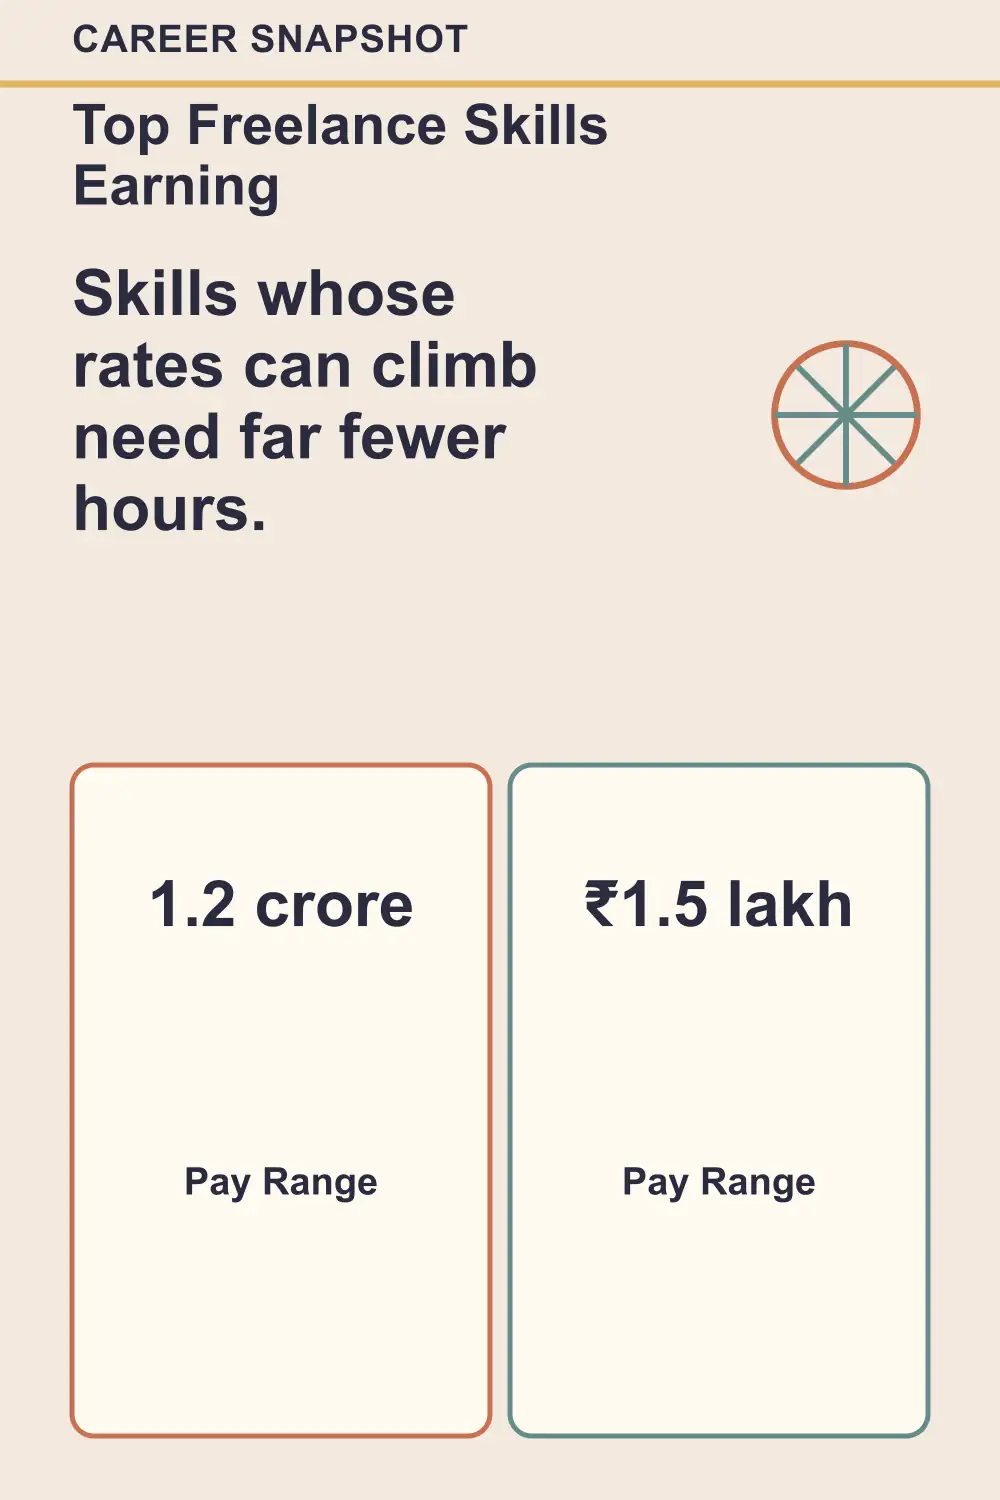 CAREER SNAPSHOT
Top Freelance Skills
Earning
Skills whose
rates can climb
need far fewer
hours.
1.2 crore
₹1.5 lakh
Pay Range
Pay Range